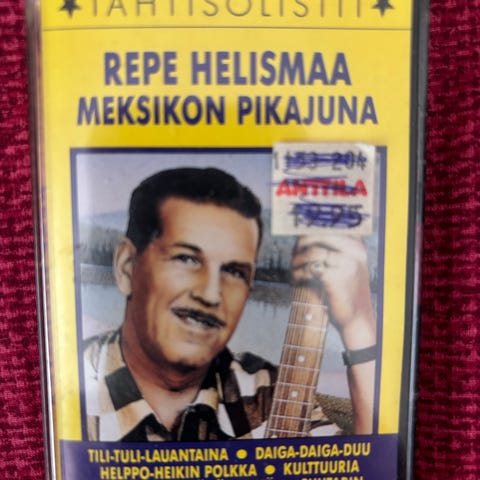 TÄHTISOLISTIT
REPE HELISMAA
MEKSIKON PIKAJUNA
ANTTILA
TILI-TULI-LAUANTAINA • DAIGA-DAIGA-DUU
HELPPO-HEIKIN POLKKA • KULTTUURIA